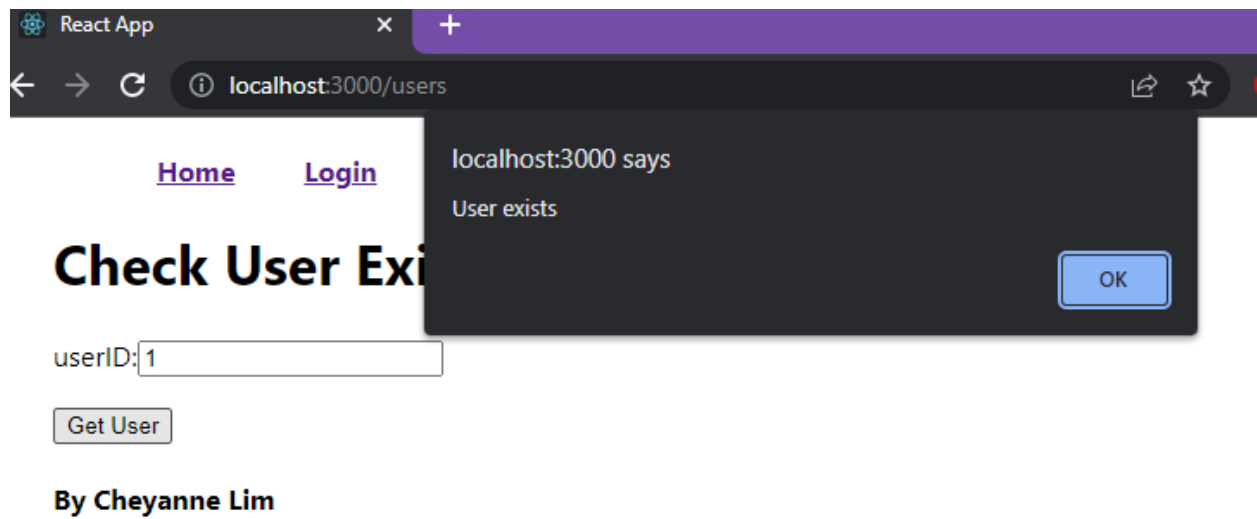 React App
localhost:3000/users
localhost:3000 says
User exists
OK
Home Login
Check User Exi
userID:1
Get User
By Cheyanne Lim